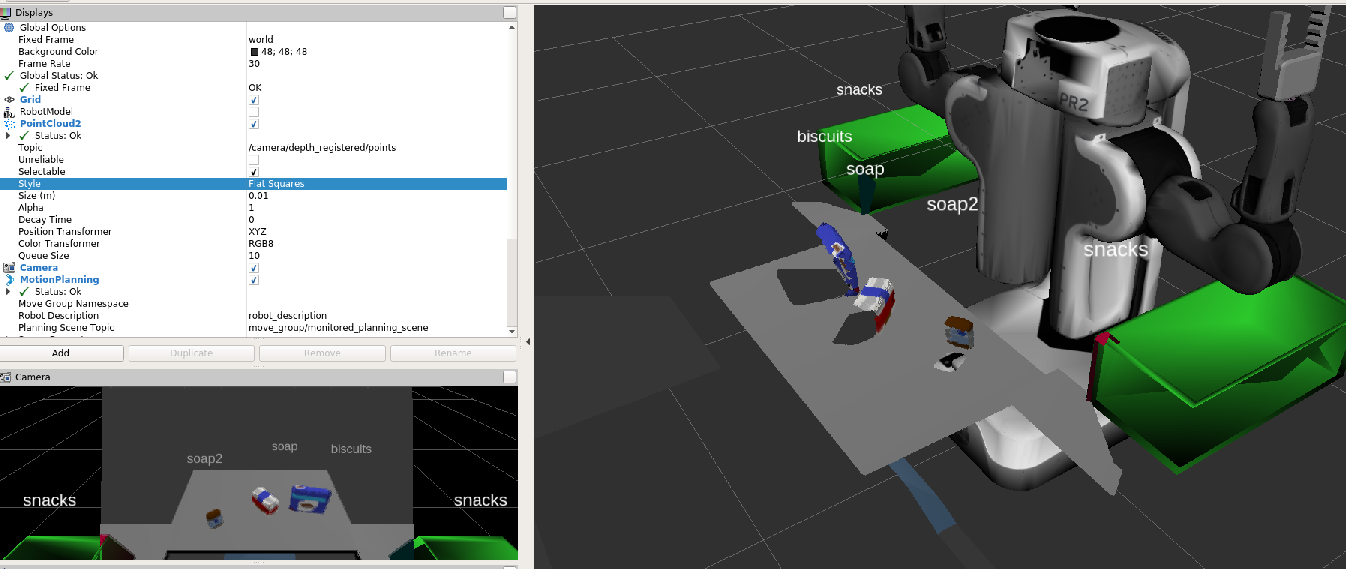 Displays
Global Options
Fixed Frame world
Background Color 48; 48; 48
Frame Rate 30
Global Status: Ok
Fixed Frame OK
Grid
RobotModel
PointCloud2
Status: Ok
Topic /camera/depth_registered/points
Unreliable
Selectable
Style Flat Squares
Size (m) 0.01
Alpha 1
Decay Time 0
Position Transformer XYZ
Color Transformer RGB8
Queue Size 10
Camera
MotionPlanning
Status: Ok
Move Group Namespace
Robot Description robot_description
Planning Scene Topic move_group/monitored_planning_scene
Add Duplicate Remove Rename
Camera
soap2 soap biscuits
snacks snacks
snacks
biscuits
soap
soap2
snacks
PR2